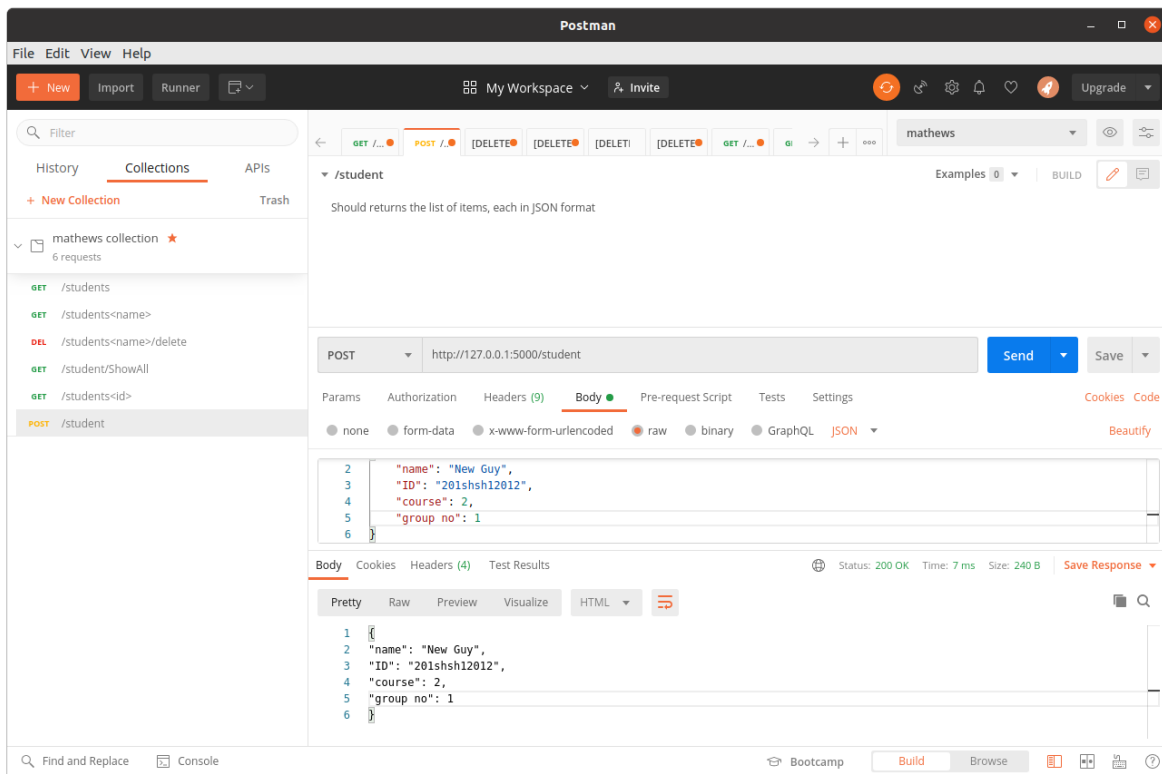 Postman
File Edit View Help
+ New Import Runner My Workspace Invite Upgrade
Filter
History Collections APIs
+ New Collection Trash
mathews collection
6 requests
GET /students
GET /students<name>
DEL /students<name>/delete
GET /student/ShowAll
GET /students<id>
POST /student
GET /... POST /.. [DELETE [DELETE [DELETI [DELETE GET /... GI
mathews
/student Examples 0 BUILD
Should returns the list of items, each in JSON format
POST http://127.0.0.1:5000/student Send Save
Params Authorization Headers (9) Body Pre-request Script Tests Settings Cookies Code
none form-data x-www-form-urlencoded raw binary GraphQL JSON Beautify
2 "name": "New Guy",
3 "ID": "201shsh12012",
4 "course": 2,
5 "group no": 1
6 }
Body Cookies Headers (4) Test Results Status: 200 OK Time: 7 ms Size: 240 B Save Response
Pretty Raw Preview Visualize HTML
1 {
2 "name": "New Guy",
3 "ID": "201shsh12012",
4 "course": 2,
5 "group no": 1
6 }
Find and Replace Console Bootcamp Build Browse